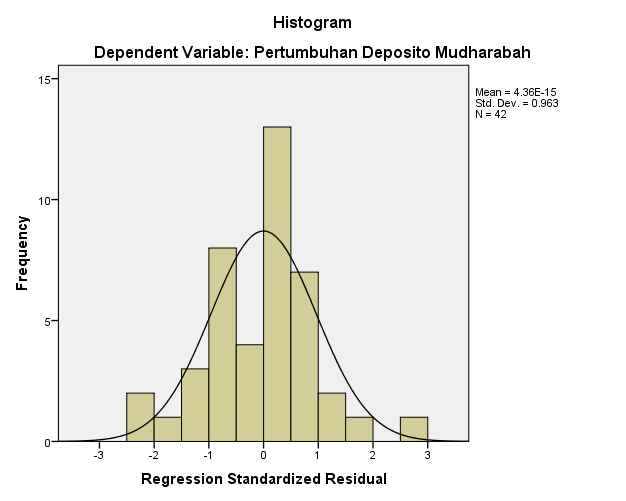 Histogram
Dependent Variable: Pertumbuhan Deposito Mudharabah
Mean = 4.36E-15
Std. Dev. = 0.963
N = 42
Frequency
15
10
5
0
-3 -2 -1 0 1 2 3
Regression Standardized Residual